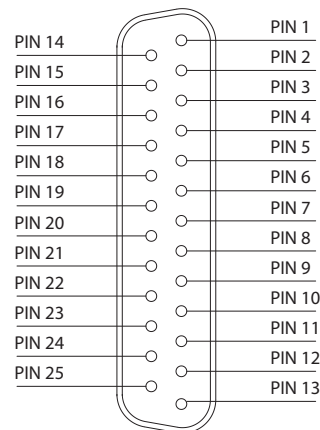 PIN 1
PIN 14
PIN 2
PIN 15
PIN 3
PIN 16
PIN 4
PIN 17
PIN 5
PIN 18
PIN 6
PIN 19
PIN 7
PIN 20
PIN 8
PIN 21
PIN 9
PIN 22
PIN 10
PIN 23
PIN 11
PIN 24
PIN 12
PIN 25
PIN 13